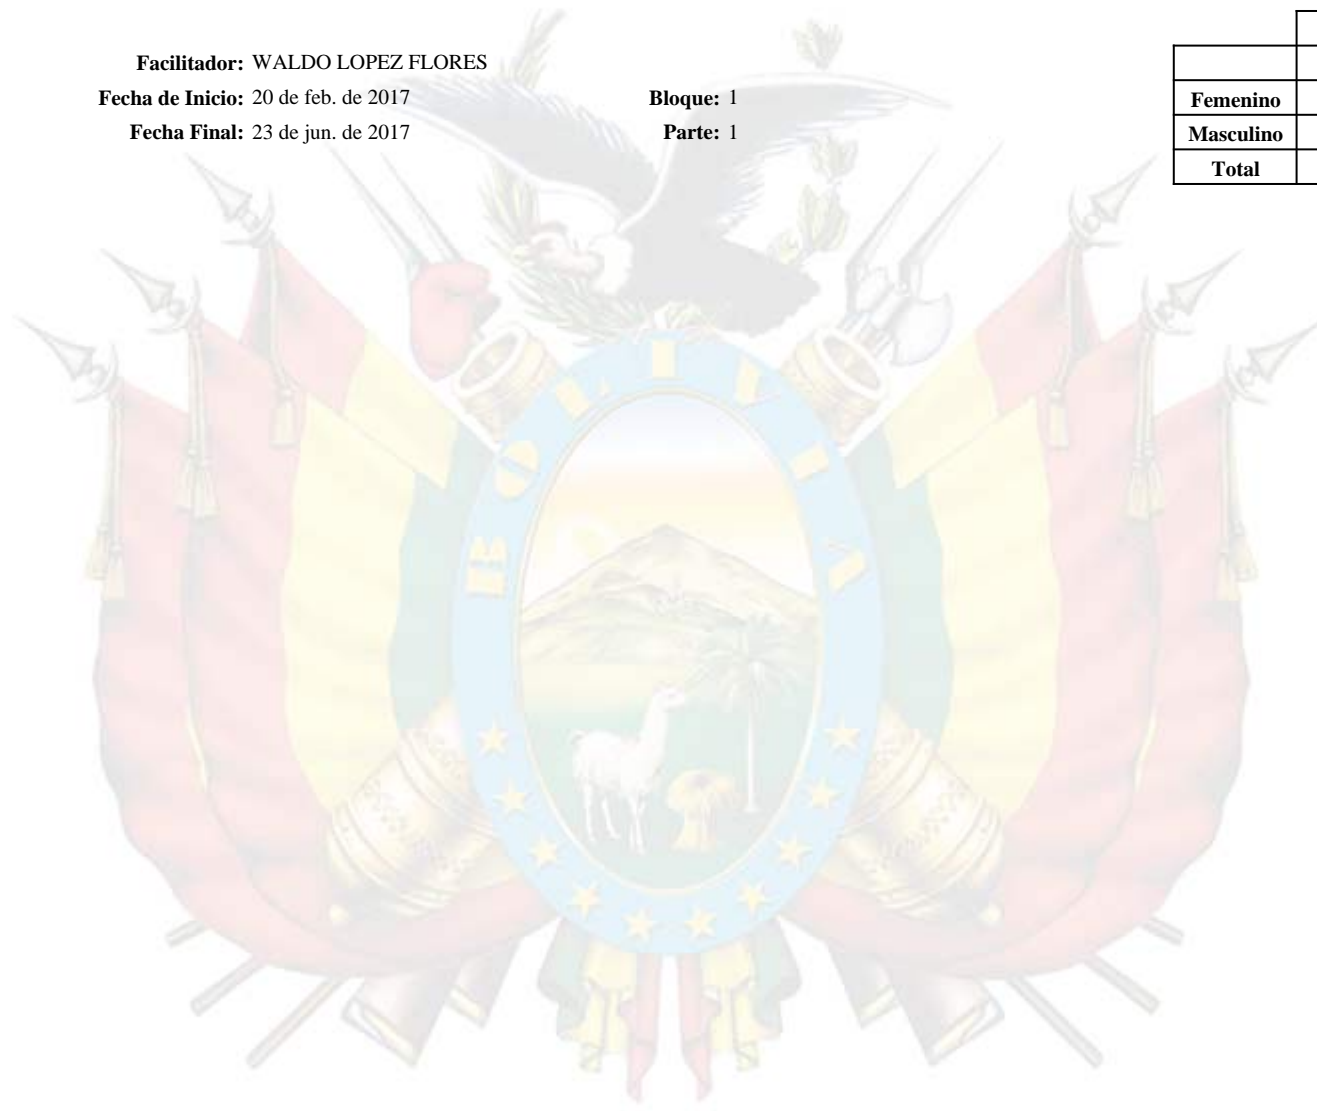 Facilitador: WALDO LOPEZ FLORES
Fecha de Inicio: 20 de feb. de 2017 Bloque: 1
Fecha Final: 23 de jun. de 2017 Parte: 1
Femenino
Masculino
Total
BOLIVIA